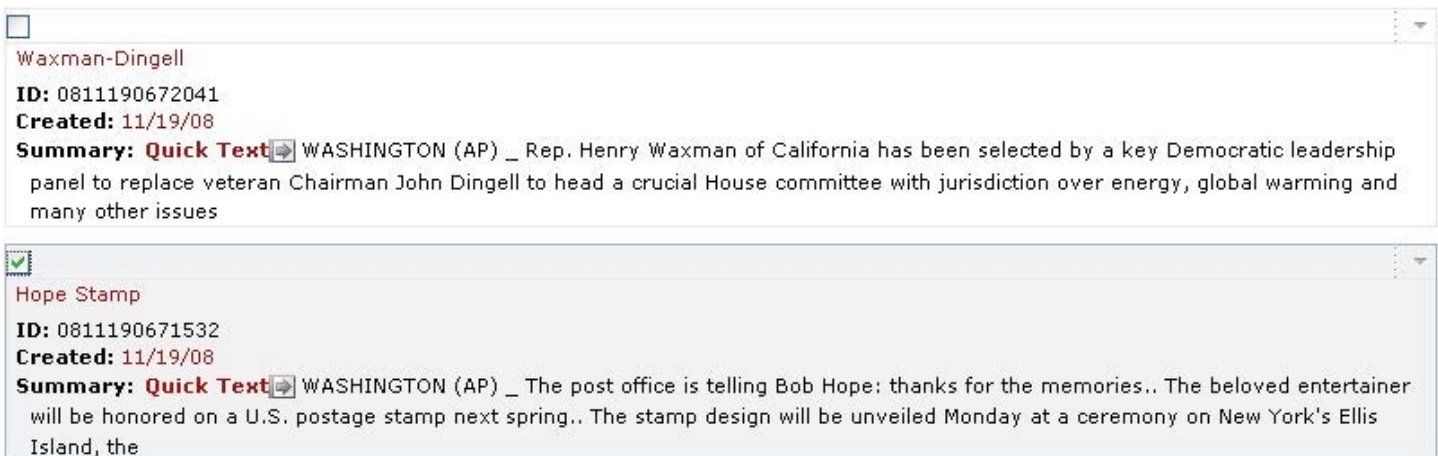 Waxman-Dingell
ID: 0811190672041
Created: 11/19/08
Summary: Quick Text WASHINGTON (AP) _ Rep. Henry Waxman of California has been selected by a key Democratic leadership
panel to replace veteran Chairman John Dingell to head a crucial House committee with jurisdiction over energy, global warming and
many other issues
Hope Stamp
ID: 0811190671532
Created: 11/19/08
Summary: Quick Text WASHINGTON (AP) _ The post office is telling Bob Hope: thanks for the memories.. The beloved entertainer
will be honored on a U.S. postage stamp next spring.. The stamp design will be unveiled Monday at a ceremony on New York's Ellis
Island, the